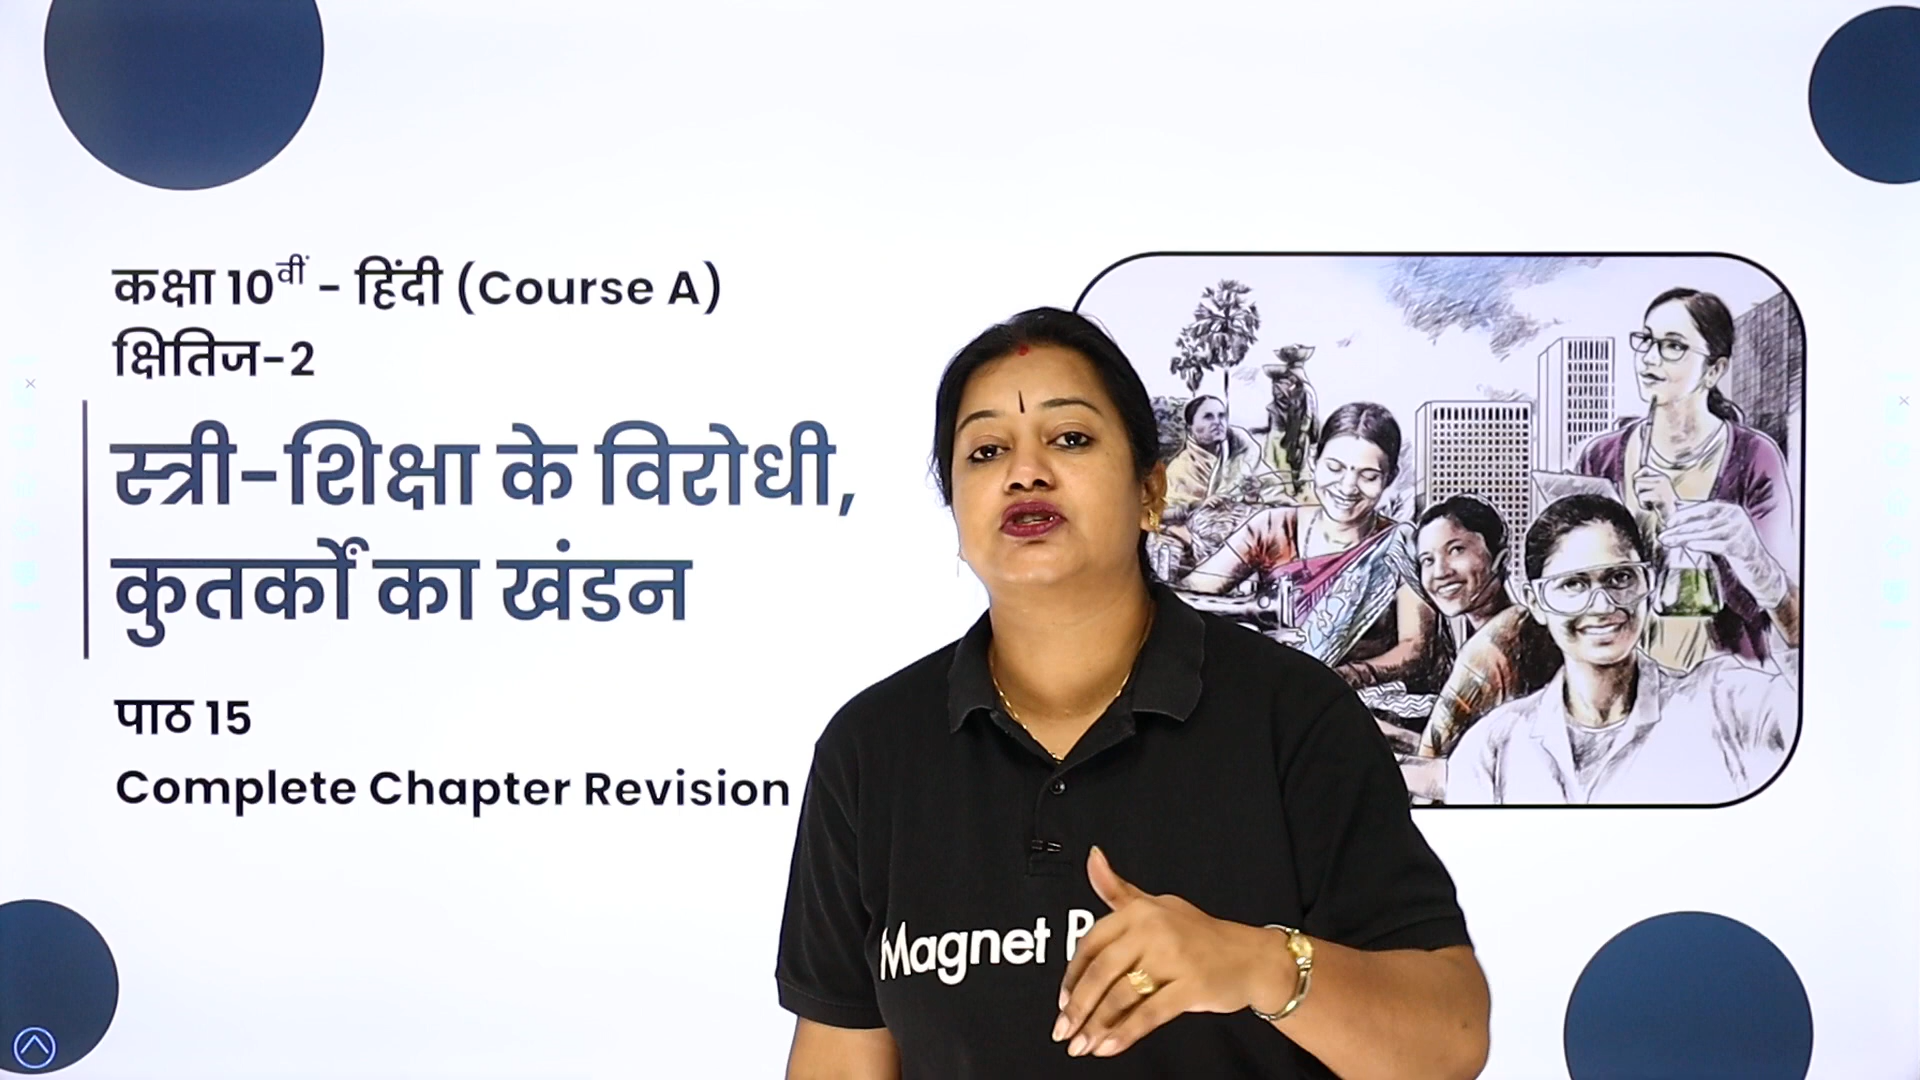 कक्षा 10वीं - हिंदी (Course A)
क्षितिज-2
स्त्री-शिक्षा के विरोधी,
कुतर्कों का खंडन
पाठ 15
Complete Chapter Revision
Magnet